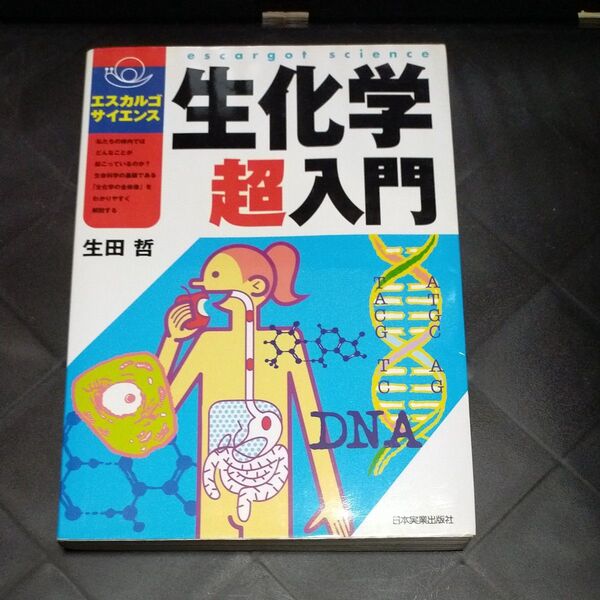 escargot science
エスカルゴ
サイエンス
生化学
超入門
私たちの体内では
どんなことが
起こっているのか？
生命科学の基礎である
「生化学の全体像」を
わかりやすく
解説する
生田 哲
TACG TC
ATGC AG
DNA
日本実業出版社